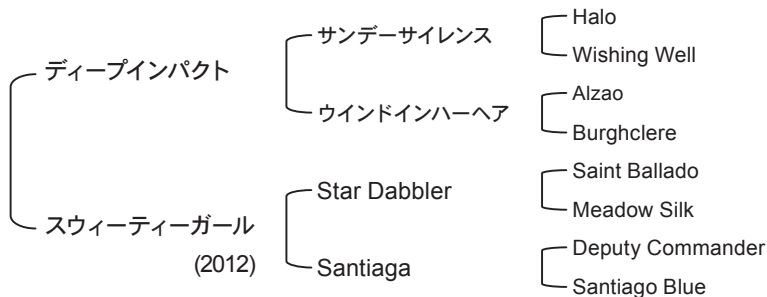 ディープインパクト
サンデーサイレンス
Halo
Wishing Well
ウインドインハーヘア
Alzao
Burghclere
スウィーティーガール
(2012)
Star Dabbler
Saint Ballado
Meadow Silk
Santiaga
Deputy Commander
Santiago Blue